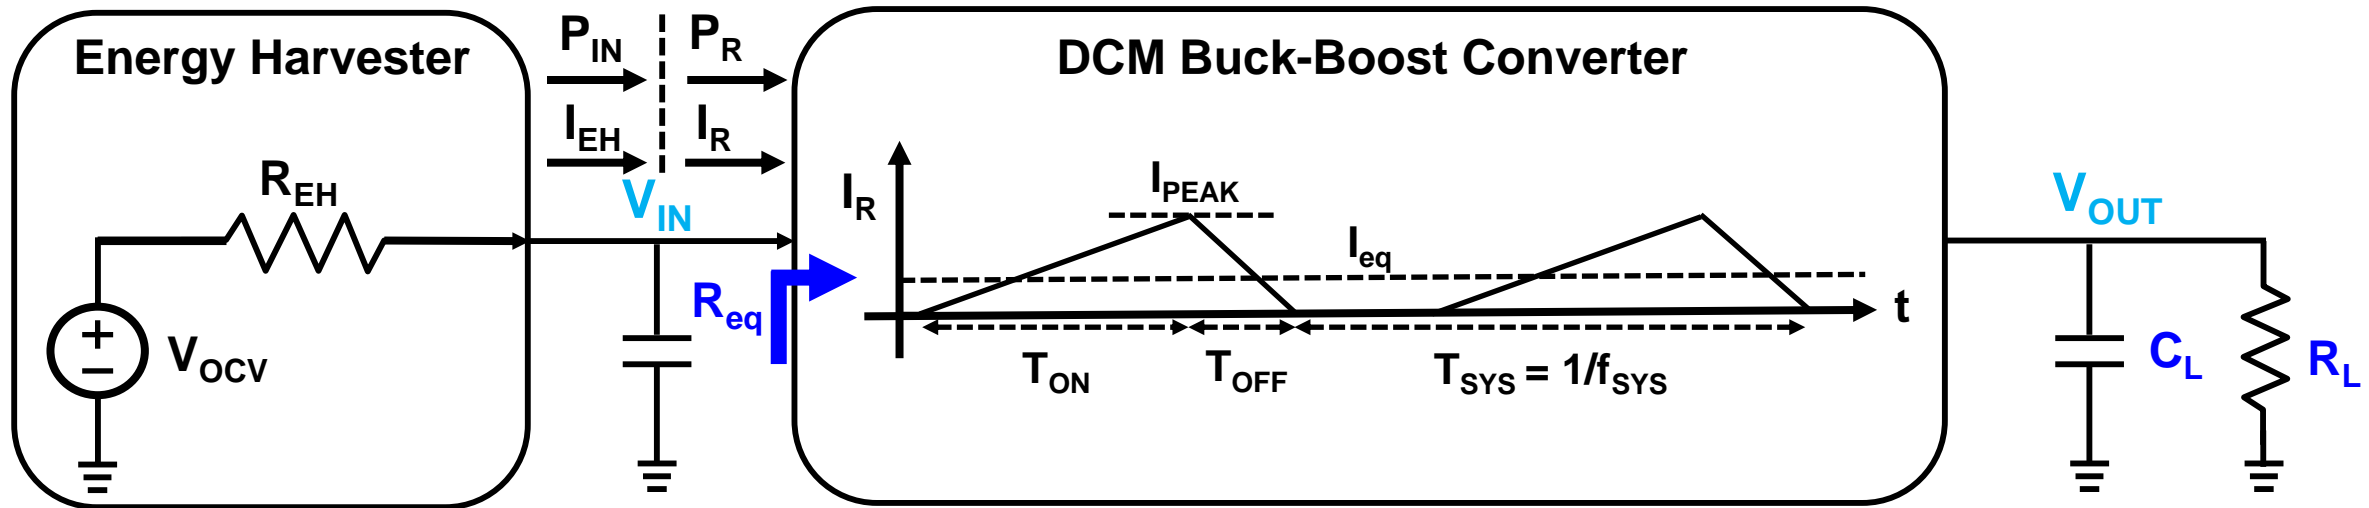 Energy Harvester
P_IN
P_R
DCM Buck-Boost Converter
I_EH
I_R
R_EH
V_IN
I_R
I_PEAK
V_OUT
I_eq
R_eq
t
+
−
V_OCV
T_ON
T_OFF
T_SYS = 1/f_SYS
C_L
R_L